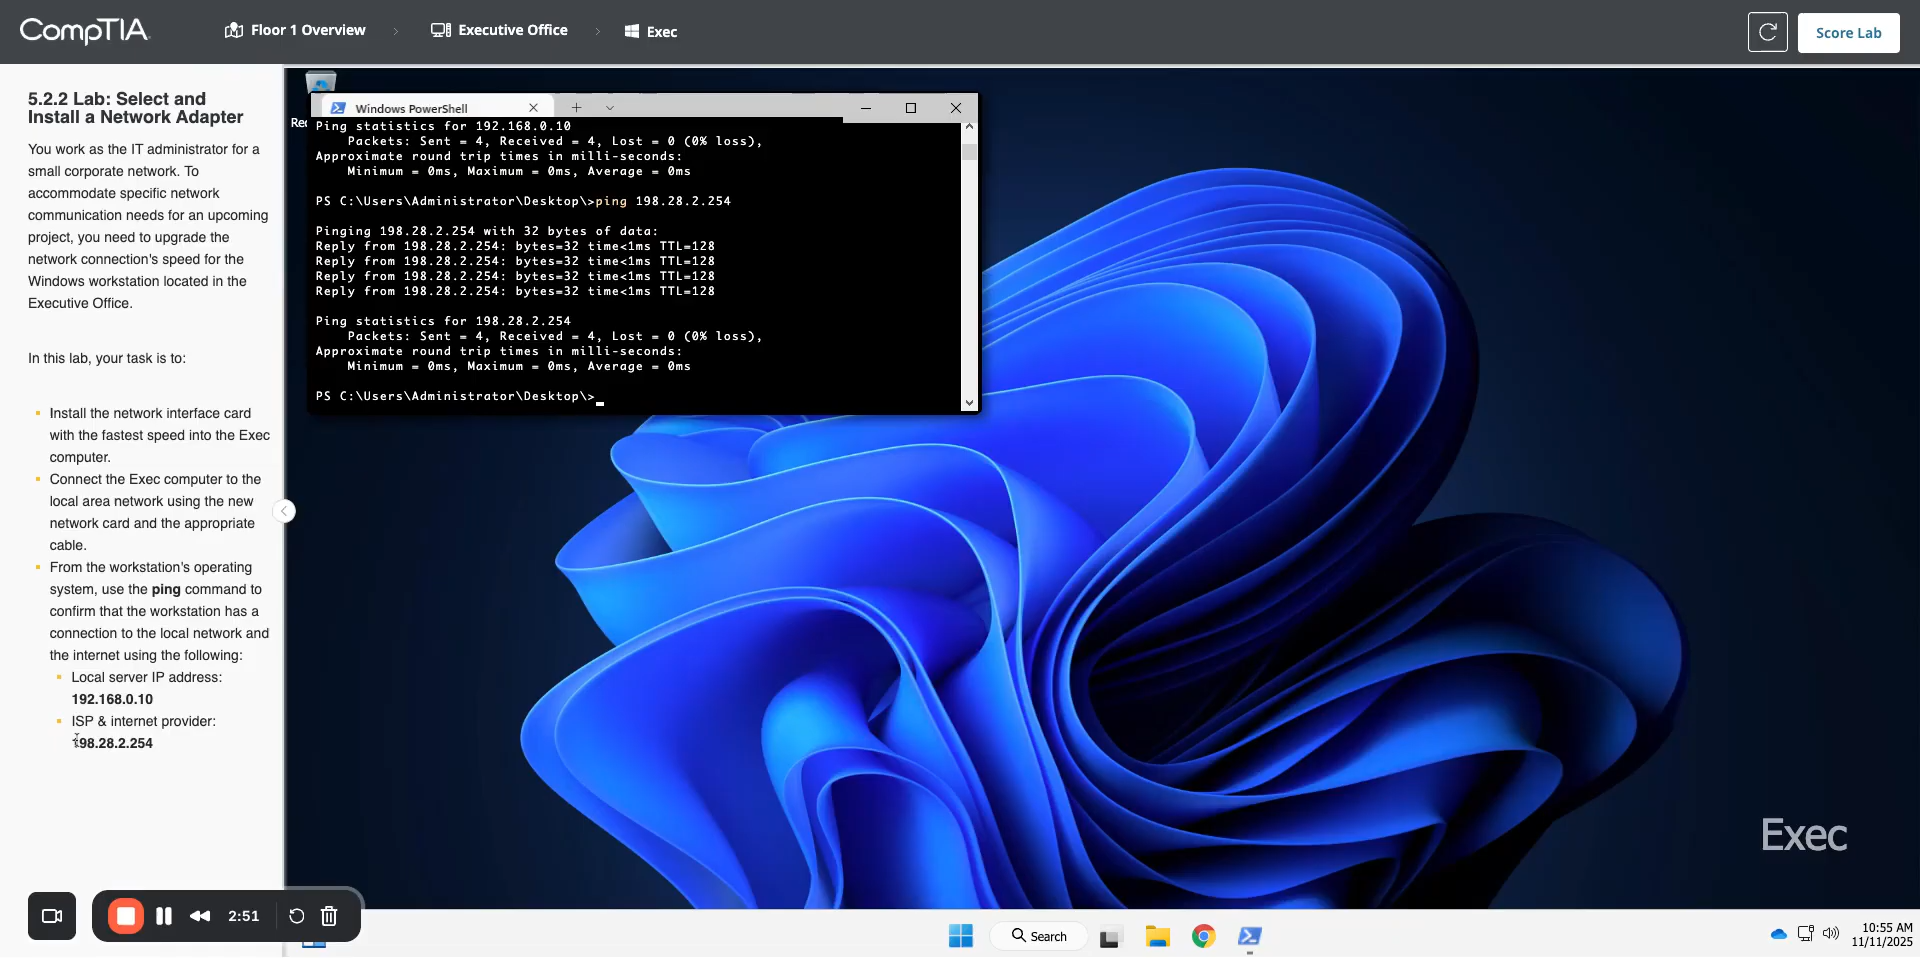 CompTIA
Floor 1 Overview
Executive Office
Exec
Score Lab
5.2.2 Lab: Select and
Install a Network Adapter
You work as the IT administrator for a
small corporate network. To
accommodate specific network
communication needs for an upcoming
project, you need to upgrade the
network connection's speed for the
Windows workstation located in the
Executive Office.
In this lab, your task is to:
Install the network interface card
with the fastest speed into the Exec
computer.
Connect the Exec computer to the
local area network using the new
network card and the appropriate
cable.
From the workstation's operating
system, use the ping command to
confirm that the workstation has a
connection to the local network and
the internet using the following:
Local server IP address:
192.168.0.10
ISP & internet provider:
198.28.2.254
2:51
Rec
Windows PowerShell
Ping statistics for 192.168.0.10
Packets: Sent = 4, Received = 4, Lost = 0 (0% loss),
Approximate round trip times in milli-seconds:
Minimum = 0ms, Maximum = 0ms, Average = 0ms
PS C:\Users\Administrator\Desktop\>ping 198.28.2.254
Pinging 198.28.2.254 with 32 bytes of data:
Reply from 198.28.2.254: bytes=32 time<1ms TTL=128
Reply from 198.28.2.254: bytes=32 time<1ms TTL=128
Reply from 198.28.2.254: bytes=32 time<1ms TTL=128
Reply from 198.28.2.254: bytes=32 time<1ms TTL=128
Ping statistics for 198.28.2.254
Packets: Sent = 4, Received = 4, Lost = 0 (0% loss),
Approximate round trip times in milli-seconds:
Minimum = 0ms, Maximum = 0ms, Average = 0ms
PS C:\Users\Administrator\Desktop\>
Exec
Search
10:55 AM
11/11/2025